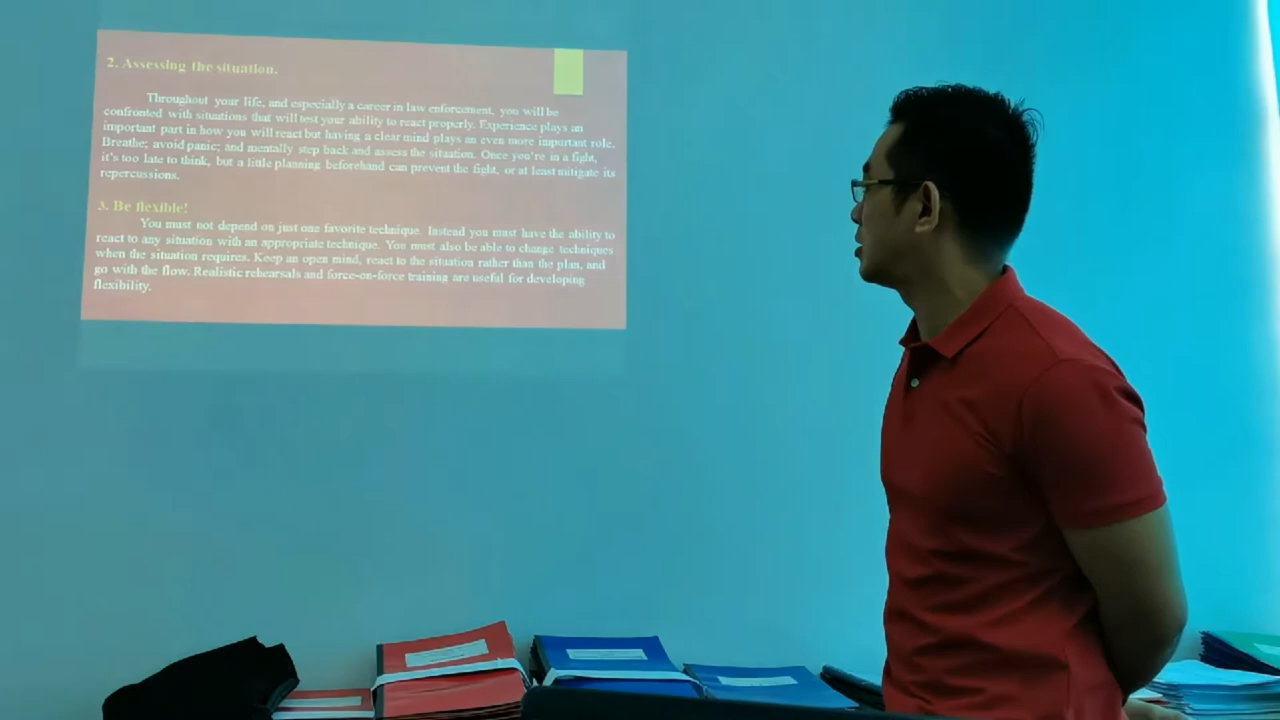 2. Assessing the situation.
Throughout your life, and especially a career in law enforcement, you will be
confronted with situations that will test your ability to react properly. Experience plays an
important part in how you will react but having a clear mind plays an even more important role.
Breathe; avoid panic; and mentally step back and assess the situation. Once you're in a fight,
it's too late to think, but a little planning beforehand can prevent the fight, or at least mitigate its
repercussions.
3. Be flexible!
You must not depend on just one favorite technique. Instead you must have the ability to
react to any situation with an appropriate technique. You must also be able to change techniques
when the situation requires. Keep an open mind, react to the situation rather than the plan, and
go with the flow. Realistic rehearsals and force-on-force training are useful for developing
flexibility.